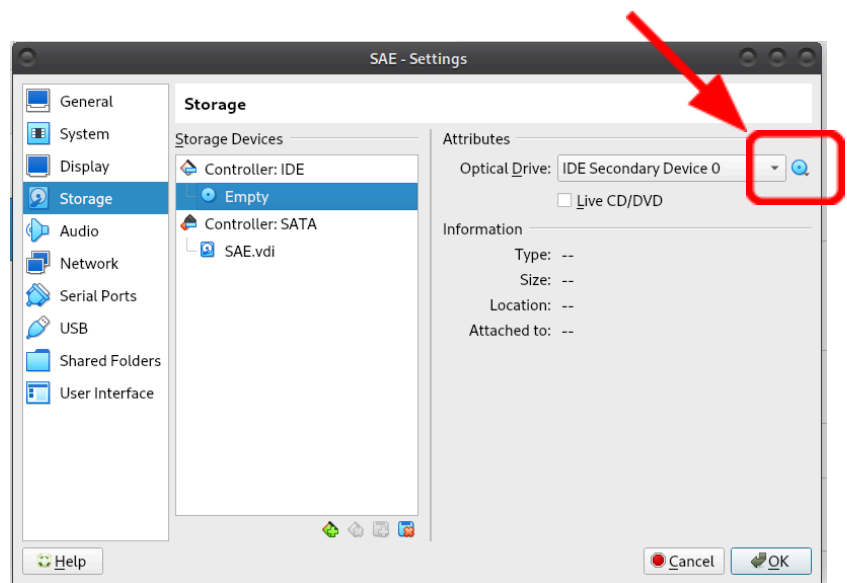 SAE - Settings
General
System
Display
Storage
Audio
Network
Serial Ports
USB
Shared Folders
User Interface
Storage
Storage Devices
Controller: IDE
Empty
Controller: SATA
SAE.vdi
Attributes
Optical Drive: IDE Secondary Device 0
Live CD/DVD
Information
Type: --
Size: --
Location: --
Attached to: --
Help
Cancel
OK